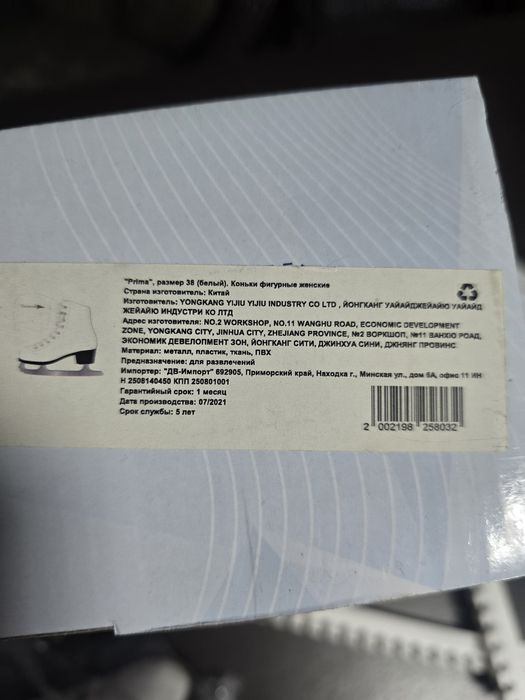 "Prima", размер 38 (белый). Коньки фигурные женские
Страна изготовитель: Китай
Изготовитель: YONGKANG YIJIU YIJIU INDUSTRY CO LTD , ЙОНГКАНГ УАЙАЙДЖЕЙАЙЮ УАЙАЙД
ЖЕЙАЙЮ ИНДУСТРИ КО ЛТД
Адрес изготовителя: NO.2 WORKSHOP, NO.11 WANGHU ROAD, ECONOMIC DEVELOPMENT
ZONE, YONGKANG CITY, JINHUA CITY, ZHEJIANG PROVINCE, №2 ВОРКШОП, №11 ВАНХЮ РОАД,
ЭКОНОМИК ДЕВЕЛОПМЕНТ ЗОН, ЙОНГКАНГ СИТИ, ДЖИНХУА СИНИ, ДЖНЯНГ ПРОВИНС
Материал: металл, пластик, ткань, ПВХ
Предназначение: для развлечений
Импортер: "ДВ-Импорт" 692905, Приморский край, Находка г., Минская ул., дом 6А, офис 11 ИН
Н 2508140450 КПП 250801001
Гарантийный срок: 1 месяц
Дата производства: 07/2021
Срок службы: 5 лет
2 002198 258032